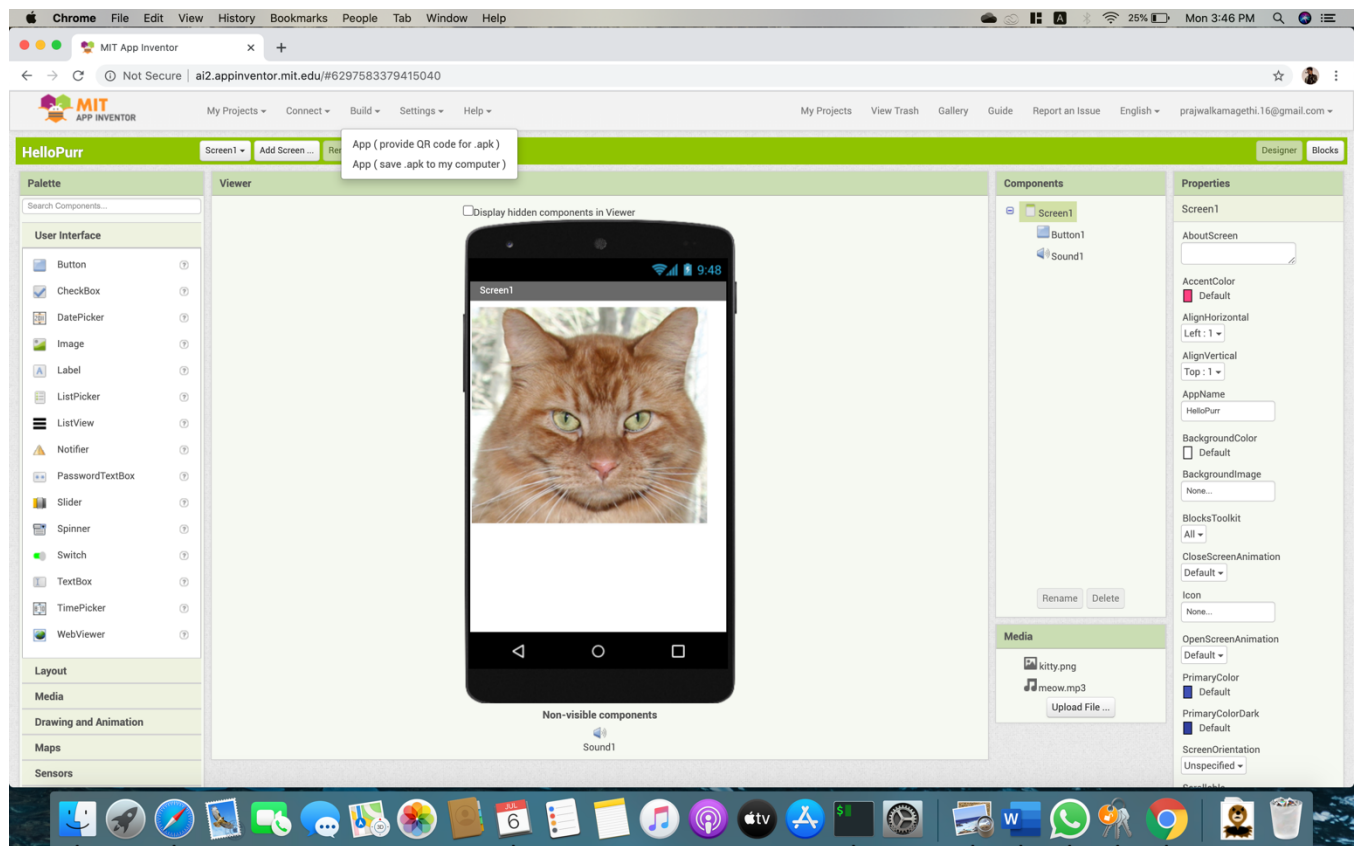 Chrome File Edit View History Bookmarks People Tab Window Help 25% Mon 3:46 PM
MIT App Inventor
Not Secure | ai2.appinventor.mit.edu/#6297583379415040
MIT APP INVENTOR
My Projects Connect Build Settings Help My Projects View Trash Gallery Guide Report an Issue English prajwalkamagethi.16@gmail.com
App ( provide QR code for .apk )
App ( save .apk to my computer )
HelloPurr Screen1 Add Screen ... Designer Blocks
Palette
Search Components...
User Interface
Button
CheckBox
DatePicker
Image
Label
ListPicker
ListView
Notifier
PasswordTextBox
Slider
Spinner
Switch
TextBox
TimePicker
WebViewer
Layout
Media
Drawing and Animation
Maps
Sensors
Viewer
Display hidden components in Viewer
9:48
Screen1
Non-visible components
Sound1
Components
Screen1
Button1
Sound1
Rename Delete
Media
kitty.png
meow.mp3
Upload File ...
Properties
Screen1
AboutScreen
AccentColor
Default
AlignHorizontal
Left : 1
AlignVertical
Top : 1
AppName
HelloPurr
BackgroundColor
Default
BackgroundImage
None...
BlocksToolkit
All
CloseScreenAnimation
Default
Icon
None...
OpenScreenAnimation
Default
PrimaryColor
Default
PrimaryColorDark
Default
ScreenOrientation
Unspecified
JUL
6
tv
W